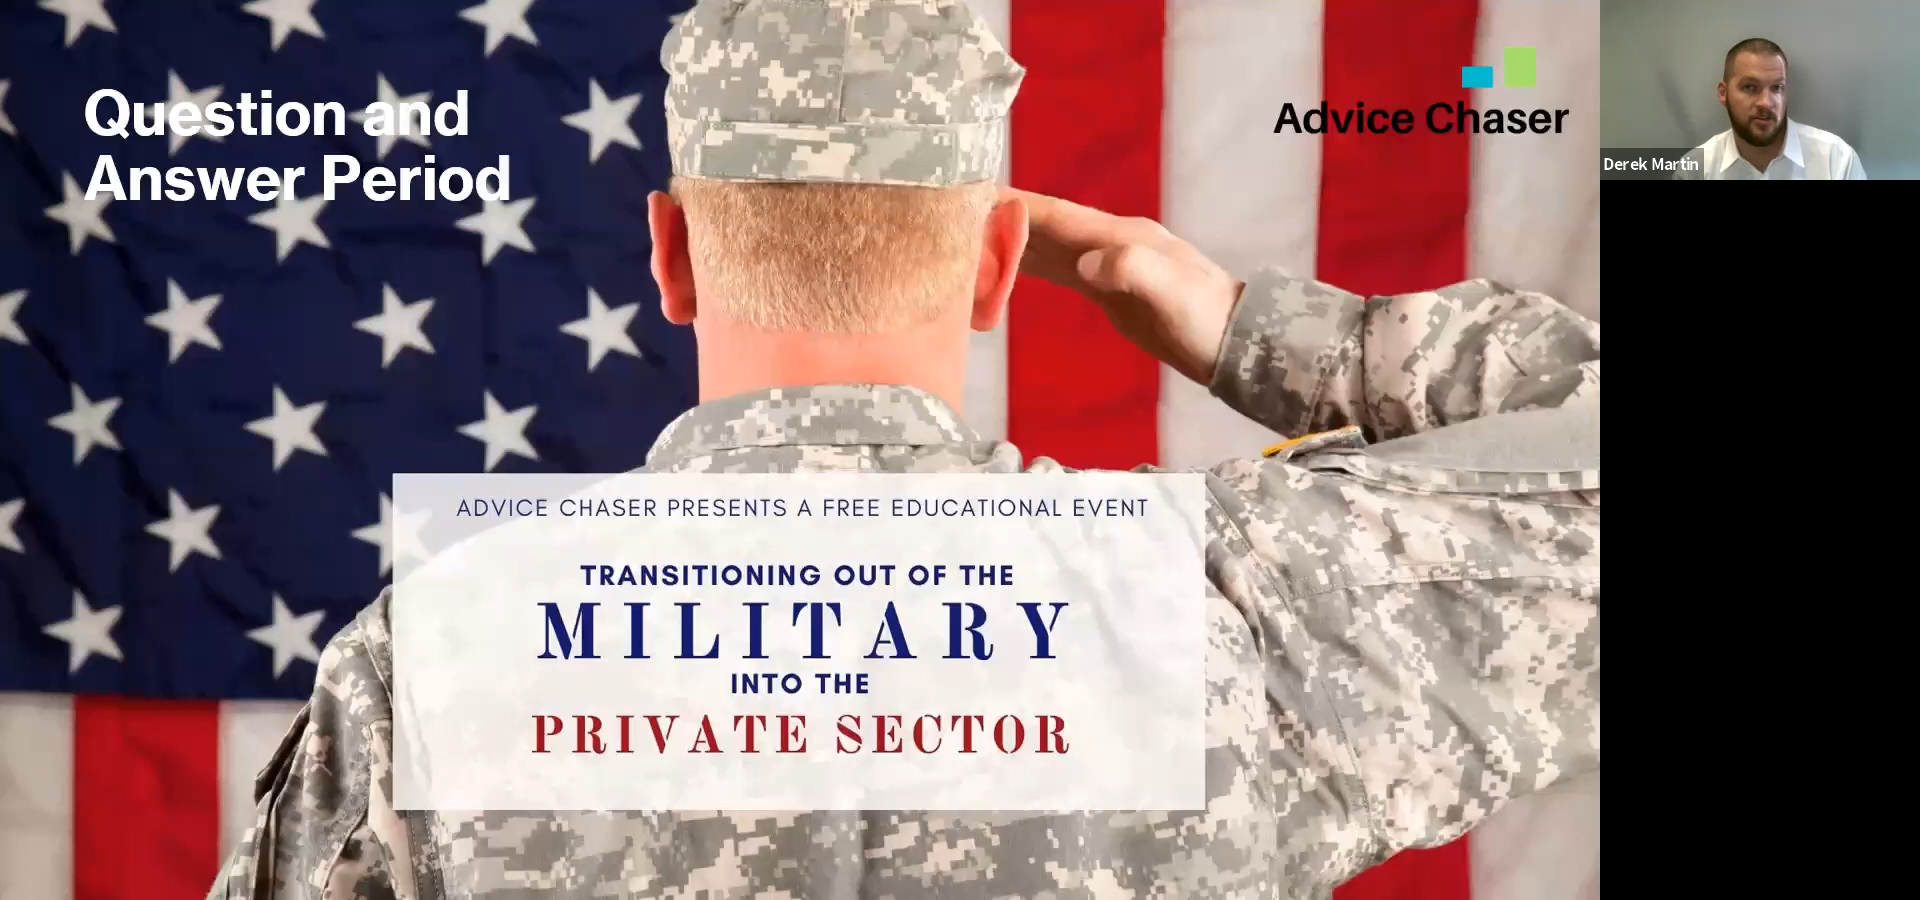 Question and
Answer Period
Advice Chaser
Derek Martin
ADVICE CHASER PRESENTS A FREE EDUCATIONAL EVENT
TRANSITIONING OUT OF THE
MILITARY
INTO THE
PRIVATE SECTOR